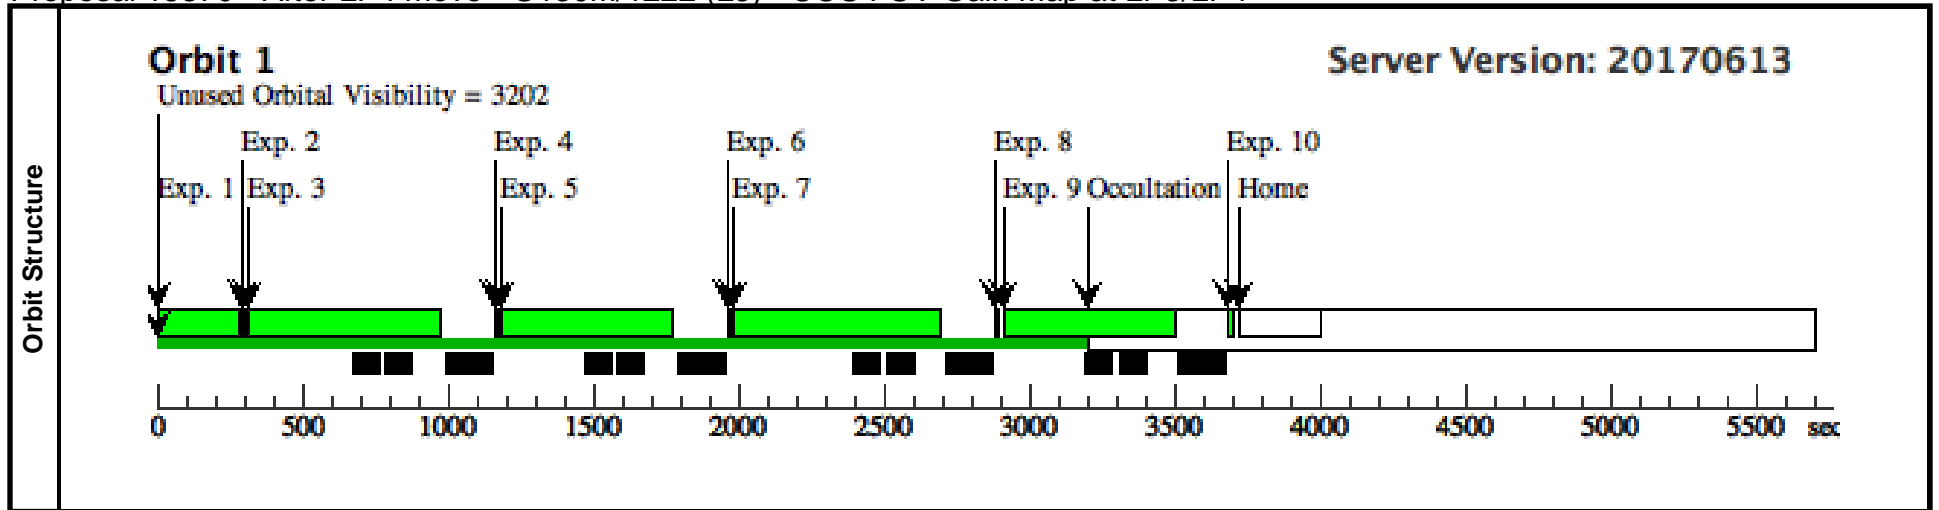 Orbit 1
Server Version: 20170613
Unused Orbital Visibility = 3202
Exp. 2 Exp. 4 Exp. 6 Exp. 8 Exp. 10
Exp. 1 Exp. 3 Exp. 5 Exp. 7 Exp. 9 Occultation Home
Orbit Structure
0 500 1000 1500 2000 2500 3000 3500 4000 4500 5000 5500 sec